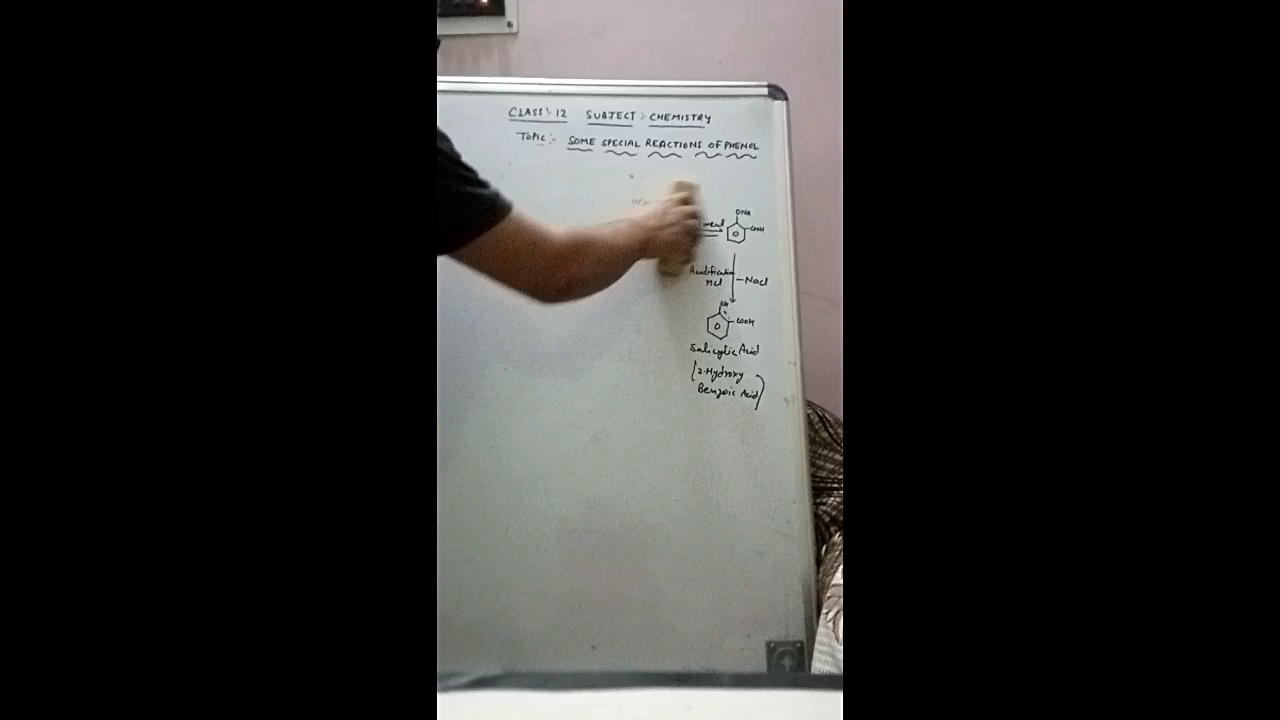 CLASS:- 12 SUBJECT:- CHEMISTRY
TOPIC:- SOME SPECIAL REACTIONS OF PHENOL
ONa
COOH
Acidification
HCl
-NaCl
OH
COOH
Salicylic Acid
(2-Hydroxy
Benzoic Acid)